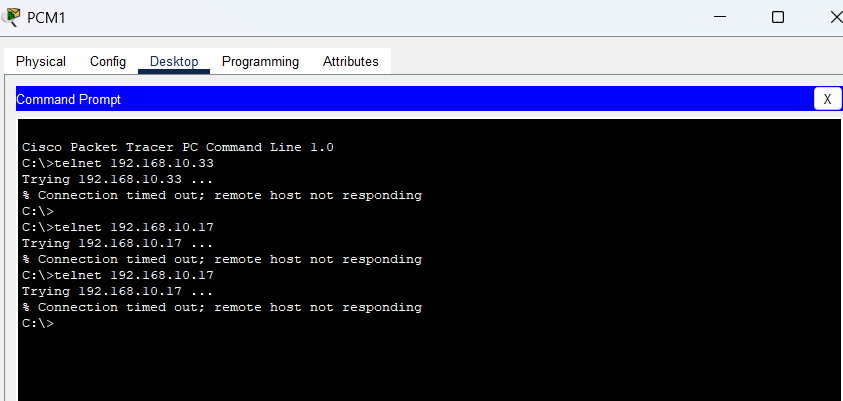 PCM1
Physical Config Desktop Programming Attributes
Command Prompt X
Cisco Packet Tracer PC Command Line 1.0
C:\>telnet 192.168.10.33
Trying 192.168.10.33 ...
% Connection timed out; remote host not responding
C:\>
C:\>telnet 192.168.10.17
Trying 192.168.10.17 ...
% Connection timed out; remote host not responding
C:\>telnet 192.168.10.17
Trying 192.168.10.17 ...
% Connection timed out; remote host not responding
C:\>